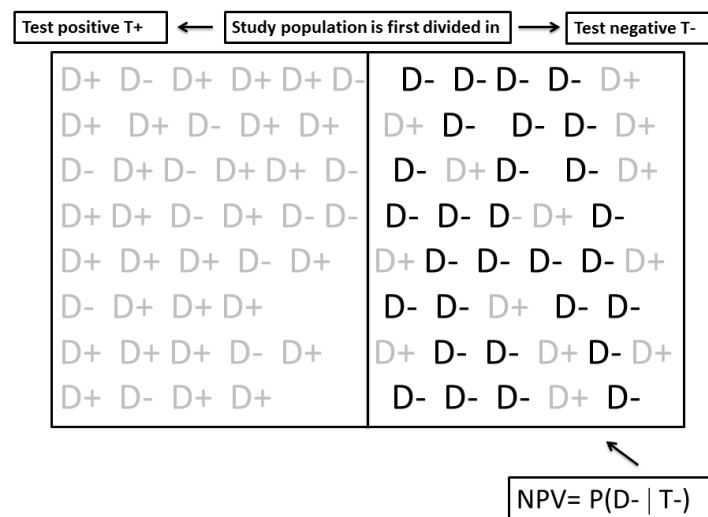 Test positive T+ Study population is first divided in Test negative T-
D+ D- D+ D+ D+ D- D- D- D- D- D+
D+ D+ D- D+ D+ D+ D- D- D- D+
D- D+ D- D+ D+ D- D- D+ D- D- D+
D+ D+ D- D+ D- D- D- D- D- D+ D-
D+ D+ D+ D- D+ D+ D- D- D- D- D+
D- D+ D+ D+ D- D- D+ D- D-
D+ D+ D+ D- D+ D+ D- D- D+ D- D+
D+ D- D+ D+ D- D- D- D+ D-
NPV= P(D- | T-)